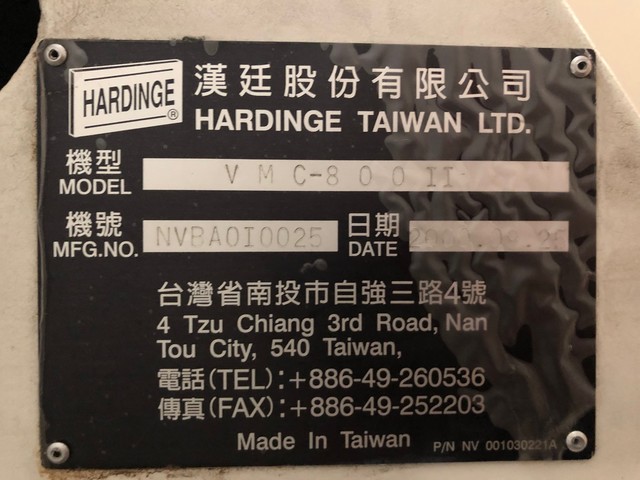 HARDINGE®
漢廷股份有限公司
HARDINGE TAIWAN LTD.
機型
MODEL
VMC-800II
機號
MFG.NO.
NVBA0I0025
日期
DATE
台灣省南投市自強三路4號
4 Tzu Chiang 3rd Road, Nan
Tou City, 540 Taiwan,
電話(TEL):+886-49-260536
傳真(FAX):+886-49-252203
Made In Taiwan
P/N NV 001030221A